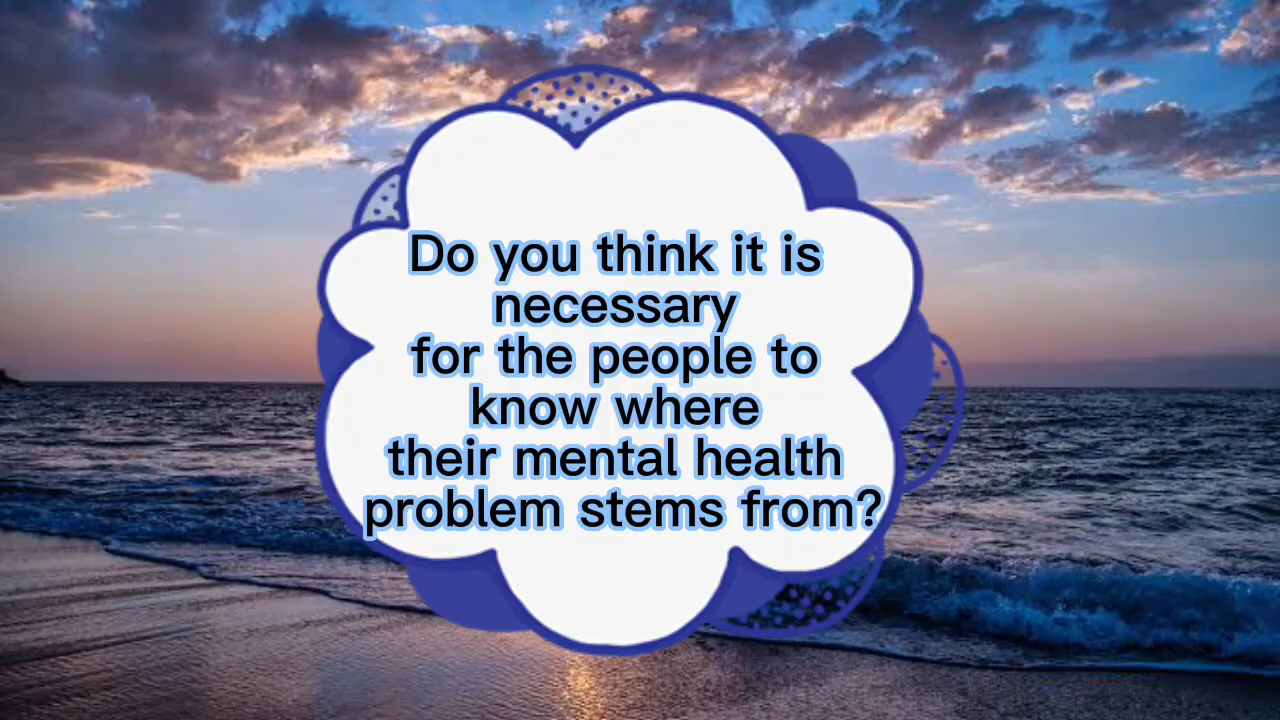 Do you think it is
necessary
for the people to
know where
their mental health
problem stems from?